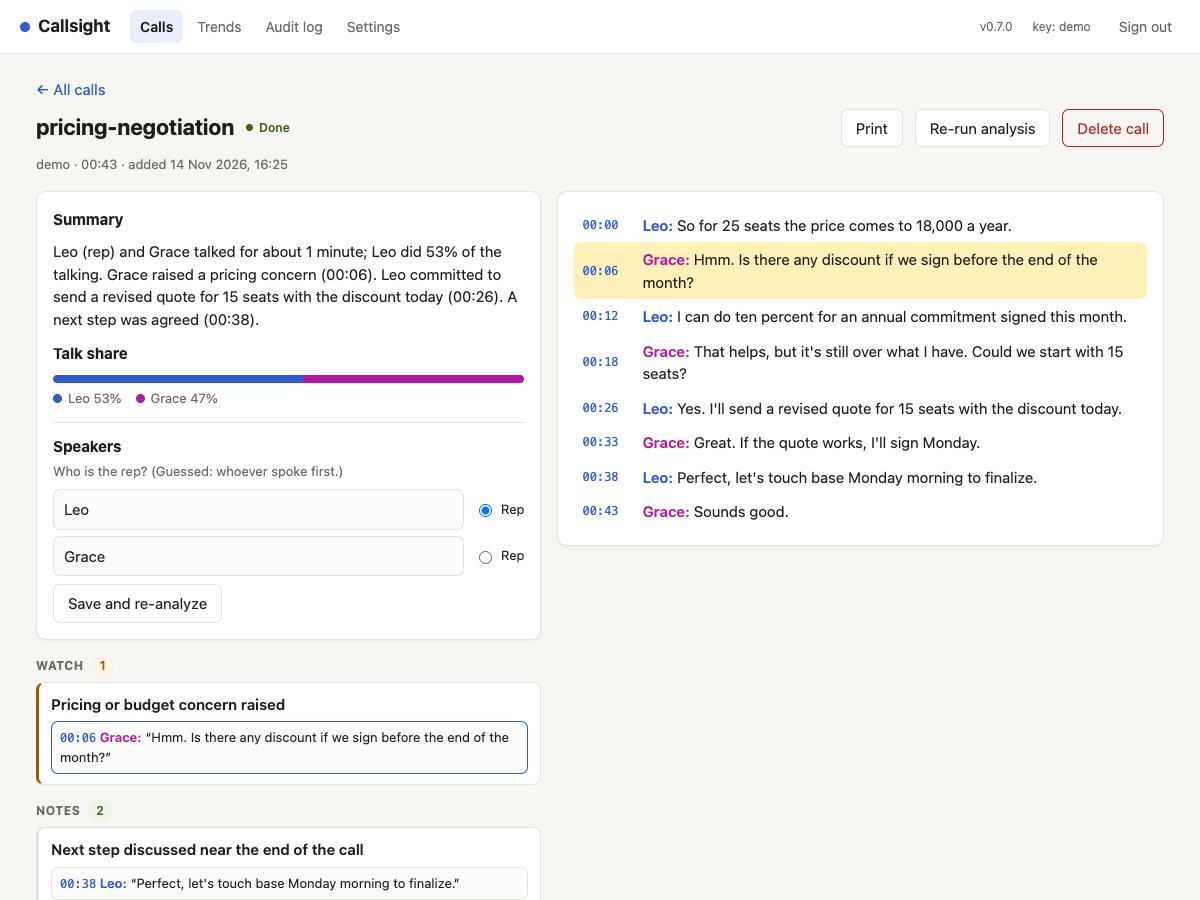 Callsight
Calls
Trends
Audit log
Settings
v0.7.0
key: demo
Sign out
← All calls
pricing-negotiation
Done
Print
Re-run analysis
Delete call
demo · 00:43 · added 14 Nov 2026, 16:25
Summary
Leo (rep) and Grace talked for about 1 minute; Leo did 53% of the
talking. Grace raised a pricing concern (00:06). Leo committed to
send a revised quote for 15 seats with the discount today (00:26). A
next step was agreed (00:38).
Talk share
Leo 53%
Grace 47%
Speakers
Who is the rep? (Guessed: whoever spoke first.)
Leo
Rep
Grace
Rep
Save and re-analyze
WATCH 1
Pricing or budget concern raised
00:06 Grace: “Hmm. Is there any discount if we sign before the end of the
month?”
NOTES 2
Next step discussed near the end of the call
00:38 Leo: “Perfect, let's touch base Monday morning to finalize.”
00:00 Leo: So for 25 seats the price comes to 18,000 a year.
00:06 Grace: Hmm. Is there any discount if we sign before the end of the
month?
00:12 Leo: I can do ten percent for an annual commitment signed this month.
00:18 Grace: That helps, but it's still over what I have. Could we start with 15
seats?
00:26 Leo: Yes. I'll send a revised quote for 15 seats with the discount today.
00:33 Grace: Great. If the quote works, I'll sign Monday.
00:38 Leo: Perfect, let's touch base Monday morning to finalize.
00:43 Grace: Sounds good.